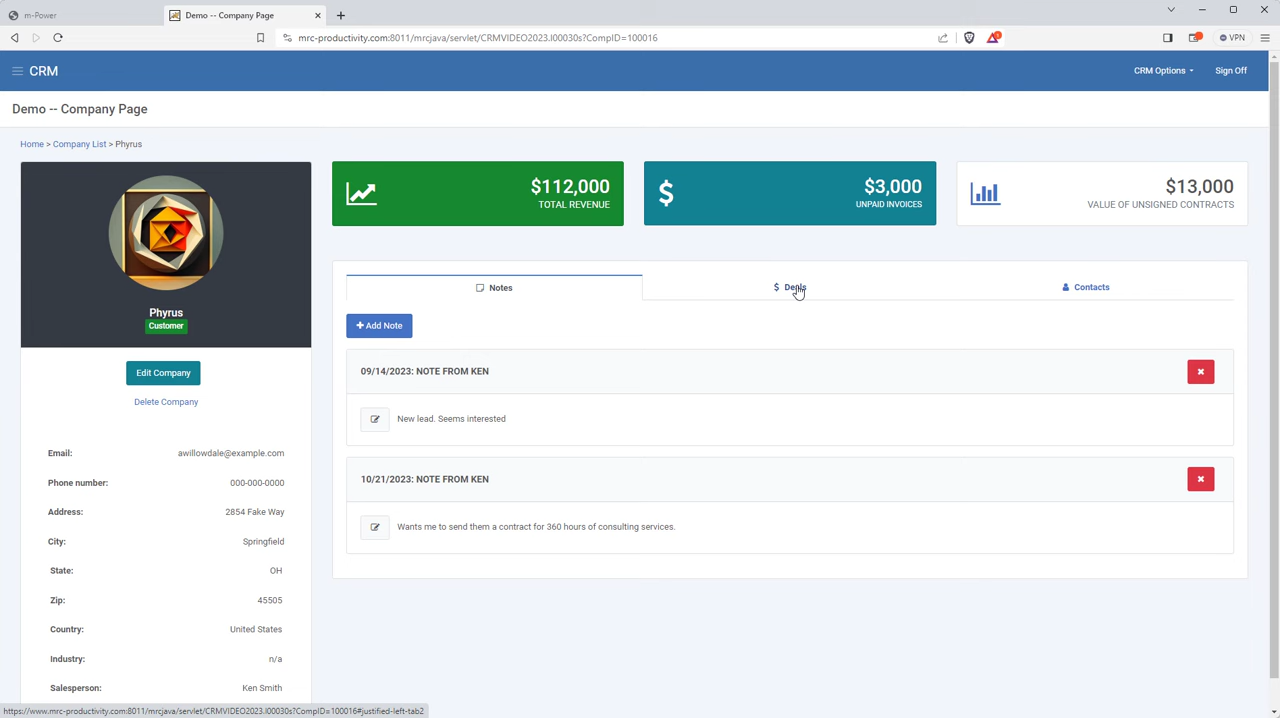 m-Power
Demo -- Company Page
mrc-productivity.com:8011/mrcjava/servlet/CRMVIDEO2023.I00030s?CompID=100016
VPN
CRM
CRM Options
Sign Off
Demo -- Company Page
Home > Company List > Phyrus
Phyrus
Customer
Edit Company
Delete Company
Email: awillowdale@example.com
Phone number: 000-000-0000
Address: 2854 Fake Way
City: Springfield
State: OH
Zip: 45505
Country: United States
Industry: n/a
Salesperson: Ken Smith
$112,000
TOTAL REVENUE
$3,000
UNPAID INVOICES
$13,000
VALUE OF UNSIGNED CONTRACTS
Notes
Deals
Contacts
Add Note
09/14/2023: NOTE FROM KEN
New lead. Seems interested
10/21/2023: NOTE FROM KEN
Wants me to send them a contract for 360 hours of consulting services.
https://www.mrc-productivity.com:8011/mrcjava/servlet/CRMVIDEO2023.I00030s?CompID=100016#justified-left-tab2